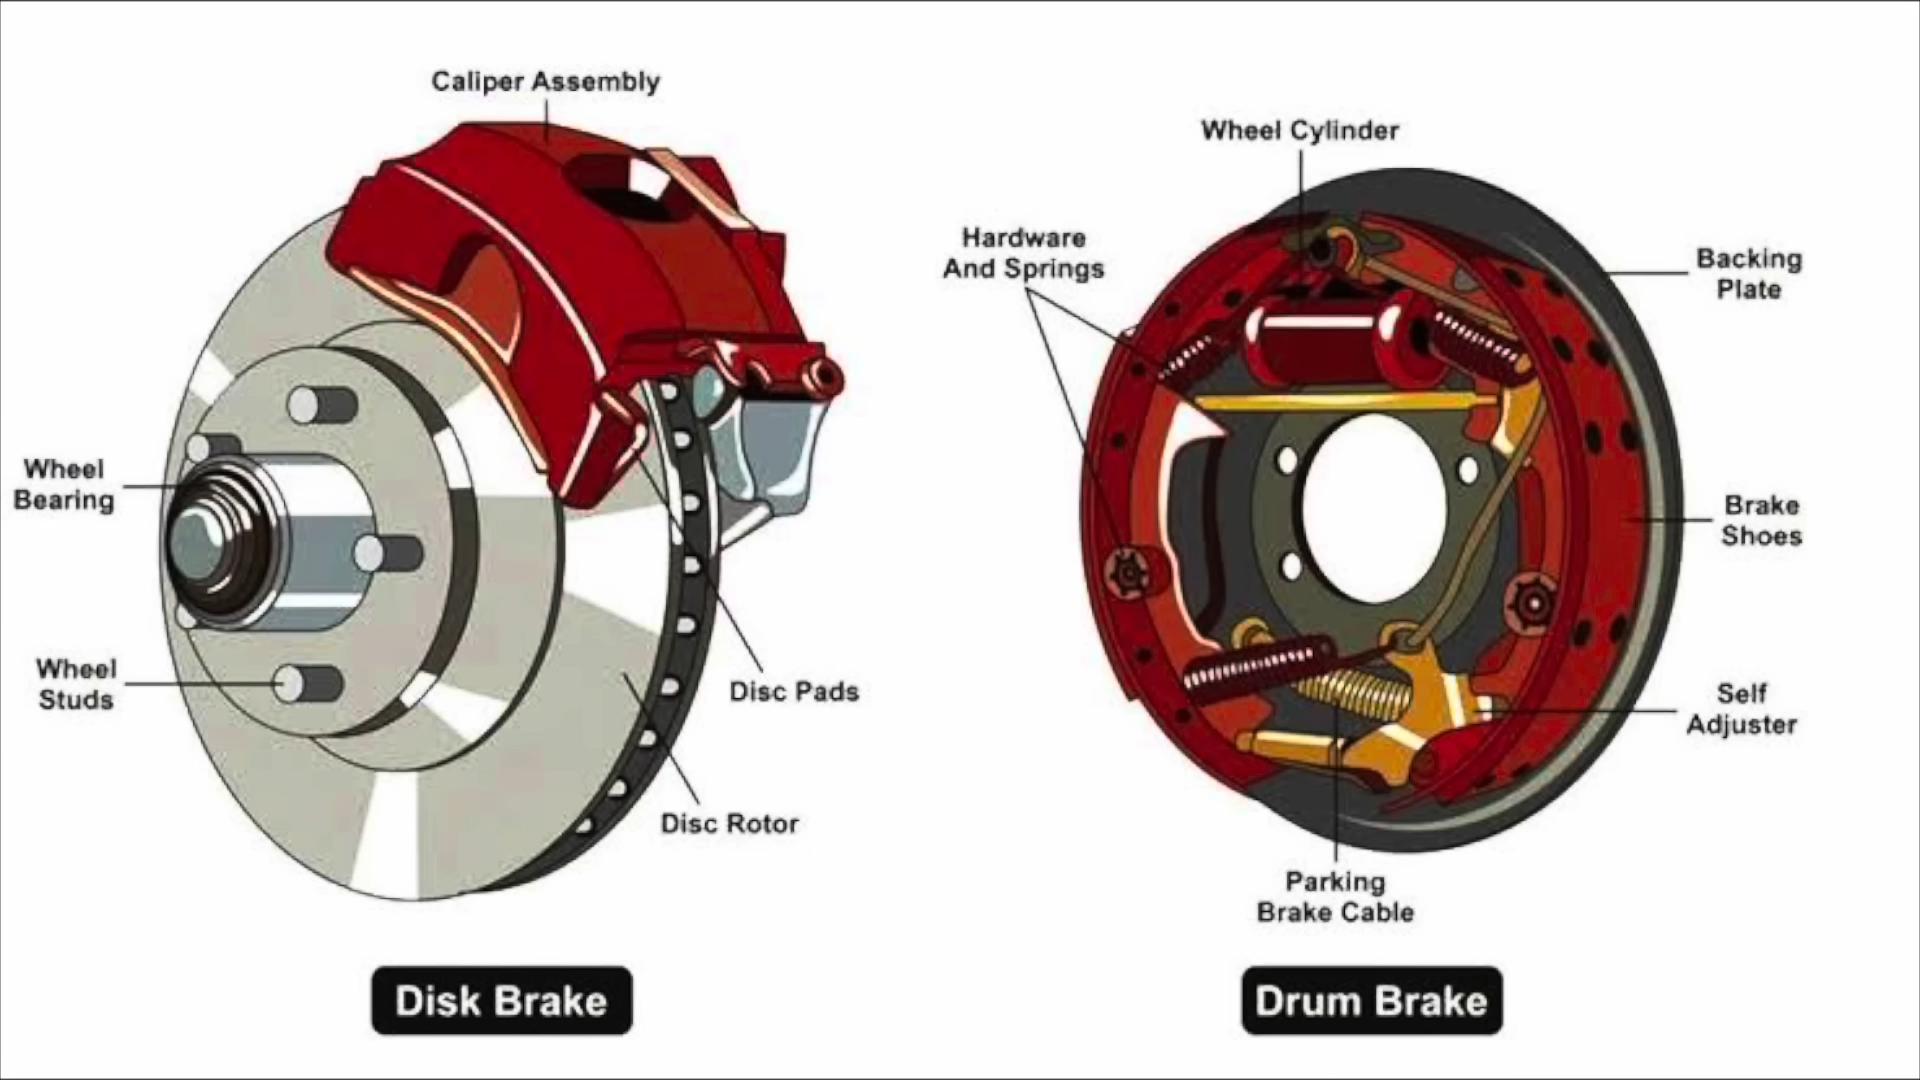 Caliper Assembly
Wheel
Bearing
Wheel
Studs
Disc Pads
Disc Rotor
Disk Brake
Wheel Cylinder
Hardware
And Springs
Backing
Plate
Brake
Shoes
Self
Adjuster
Parking
Brake Cable
Drum Brake